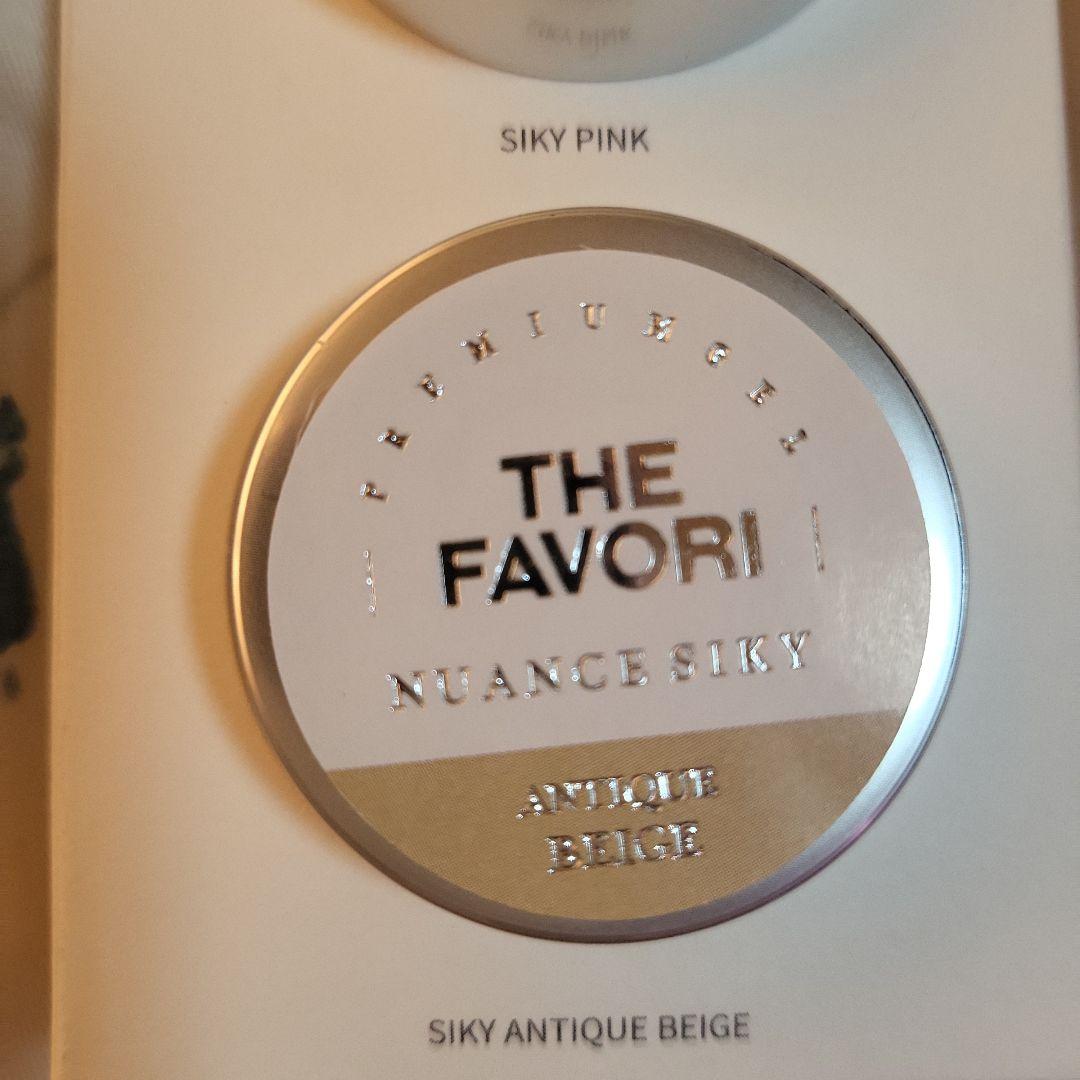 SIKY PINK
PREMIUM GEL
THE
FAVORI
NUANCE SIKY
ANTIQUE
BEIGE
SIKY ANTIQUE BEIGE